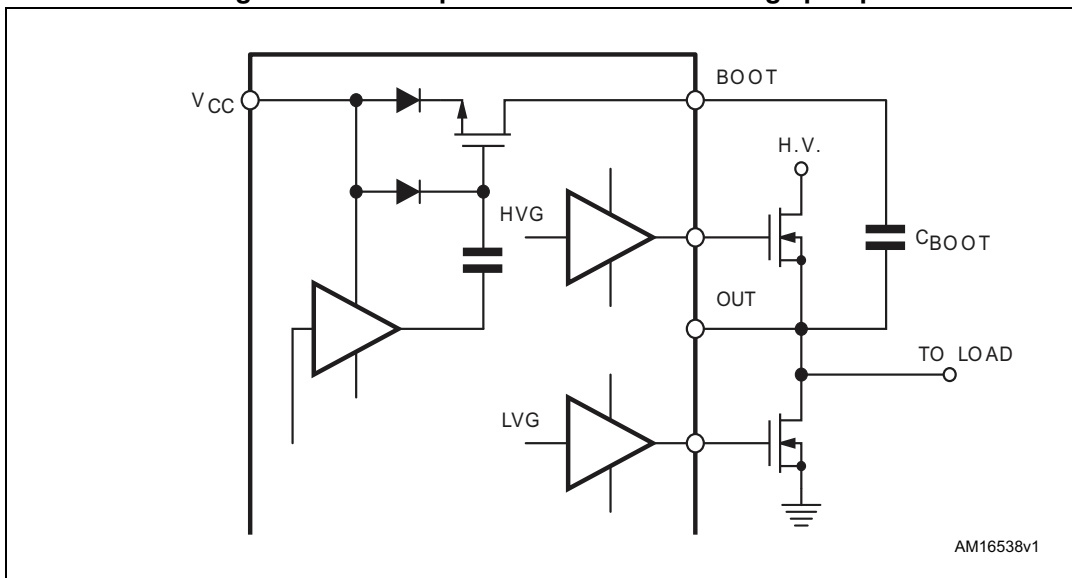 BOOT
VCC
H.V.
HVG
CBOOT
OUT
TO LOAD
LVG
AM16538v1